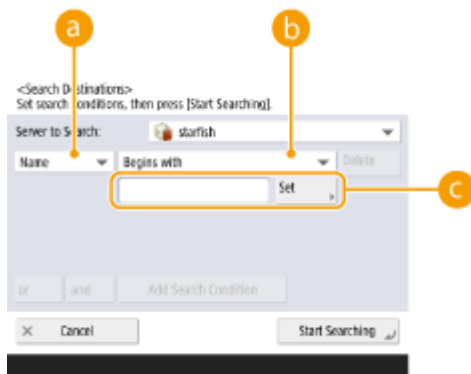 a
b
<Search Destinations>
Set search conditions, then press [Start Searching].
Server to Search: starfish
Name Begins with Delete
Set
c
or and Add Search Condition
× Cancel Start Searching